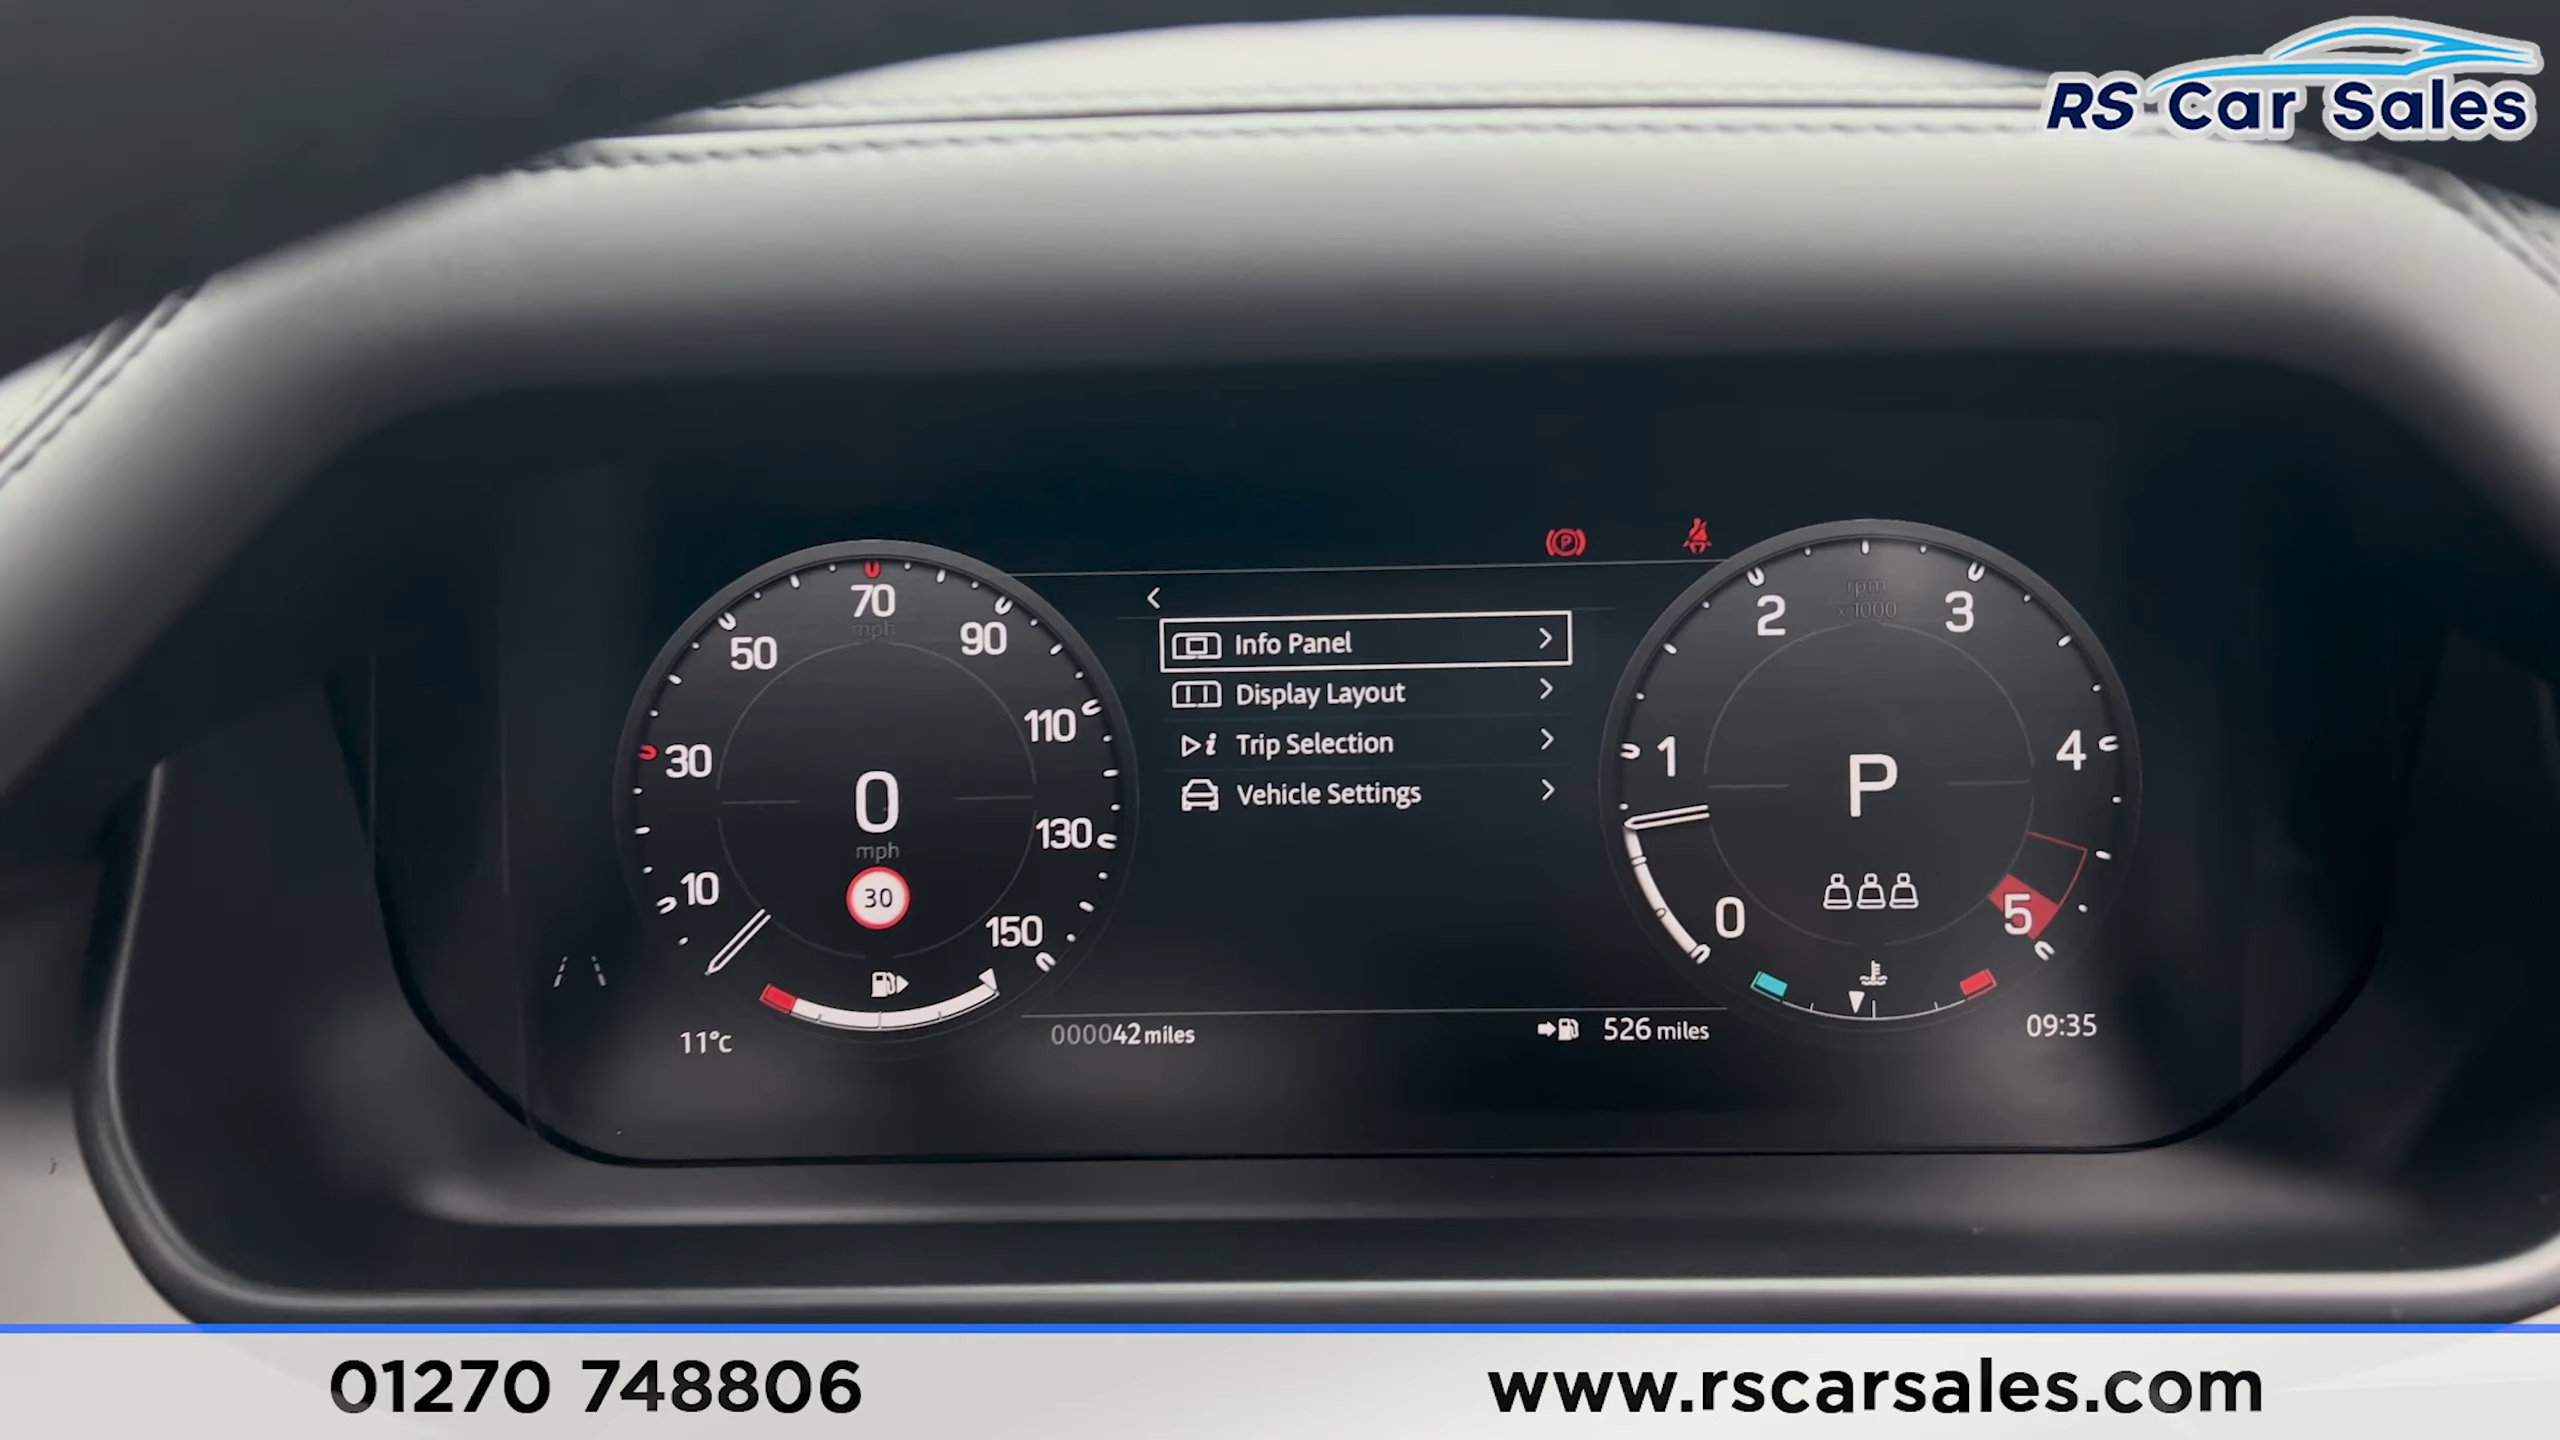 RS Car Sales
70
mph
50
90
30
110
10
130
150
0
mph
30
11°c
000042 miles
Info Panel
Display Layout
Trip Selection
Vehicle Settings
526 miles
rpm
x 1000
0
1
2
3
4
5
P
09:35
01270 748806
www.rscarsales.com